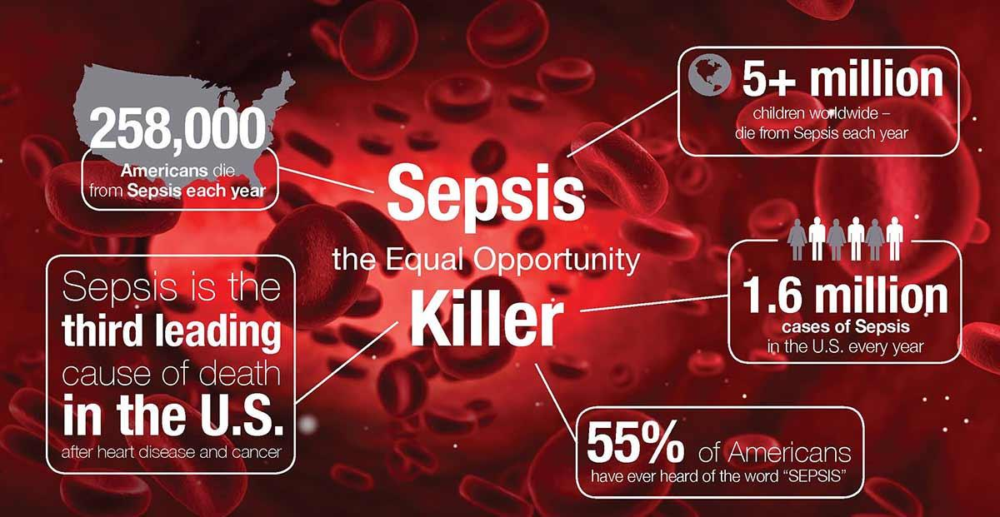 258,000
Americans die
from Sepsis each year
5+ million
children worldwide –
die from Sepsis each year
Sepsis
the Equal Opportunity
Killer
Sepsis is the
third leading
cause of death
in the U.S.
after heart disease and cancer
1.6 million
cases of Sepsis
in the U.S. every year
55% of Americans
have ever heard of the word “SEPSIS”